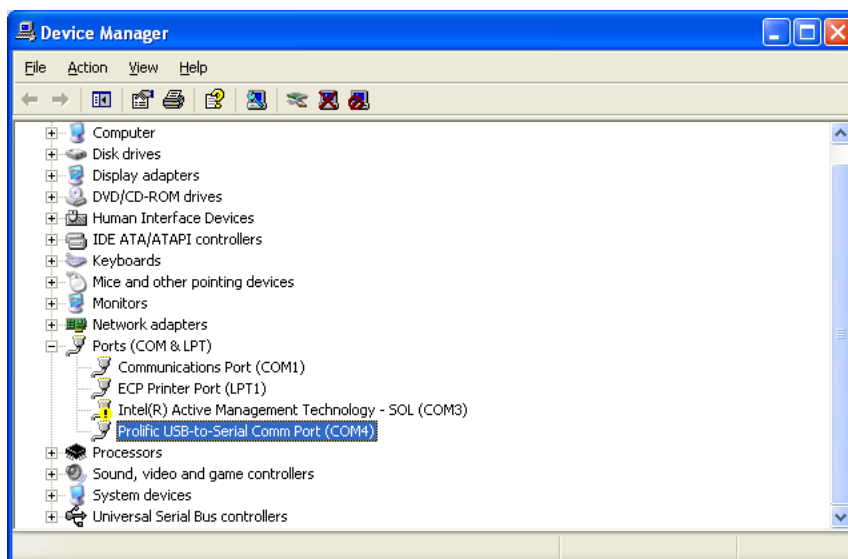 Device Manager
File Action View Help
Computer
Disk drives
Display adapters
DVD/CD-ROM drives
Human Interface Devices
IDE ATA/ATAPI controllers
Keyboards
Mice and other pointing devices
Monitors
Network adapters
Ports (COM & LPT)
Communications Port (COM1)
ECP Printer Port (LPT1)
Intel(R) Active Management Technology - SOL (COM3)
Prolific USB-to-Serial Comm Port (COM4)
Processors
Sound, video and game controllers
System devices
Universal Serial Bus controllers